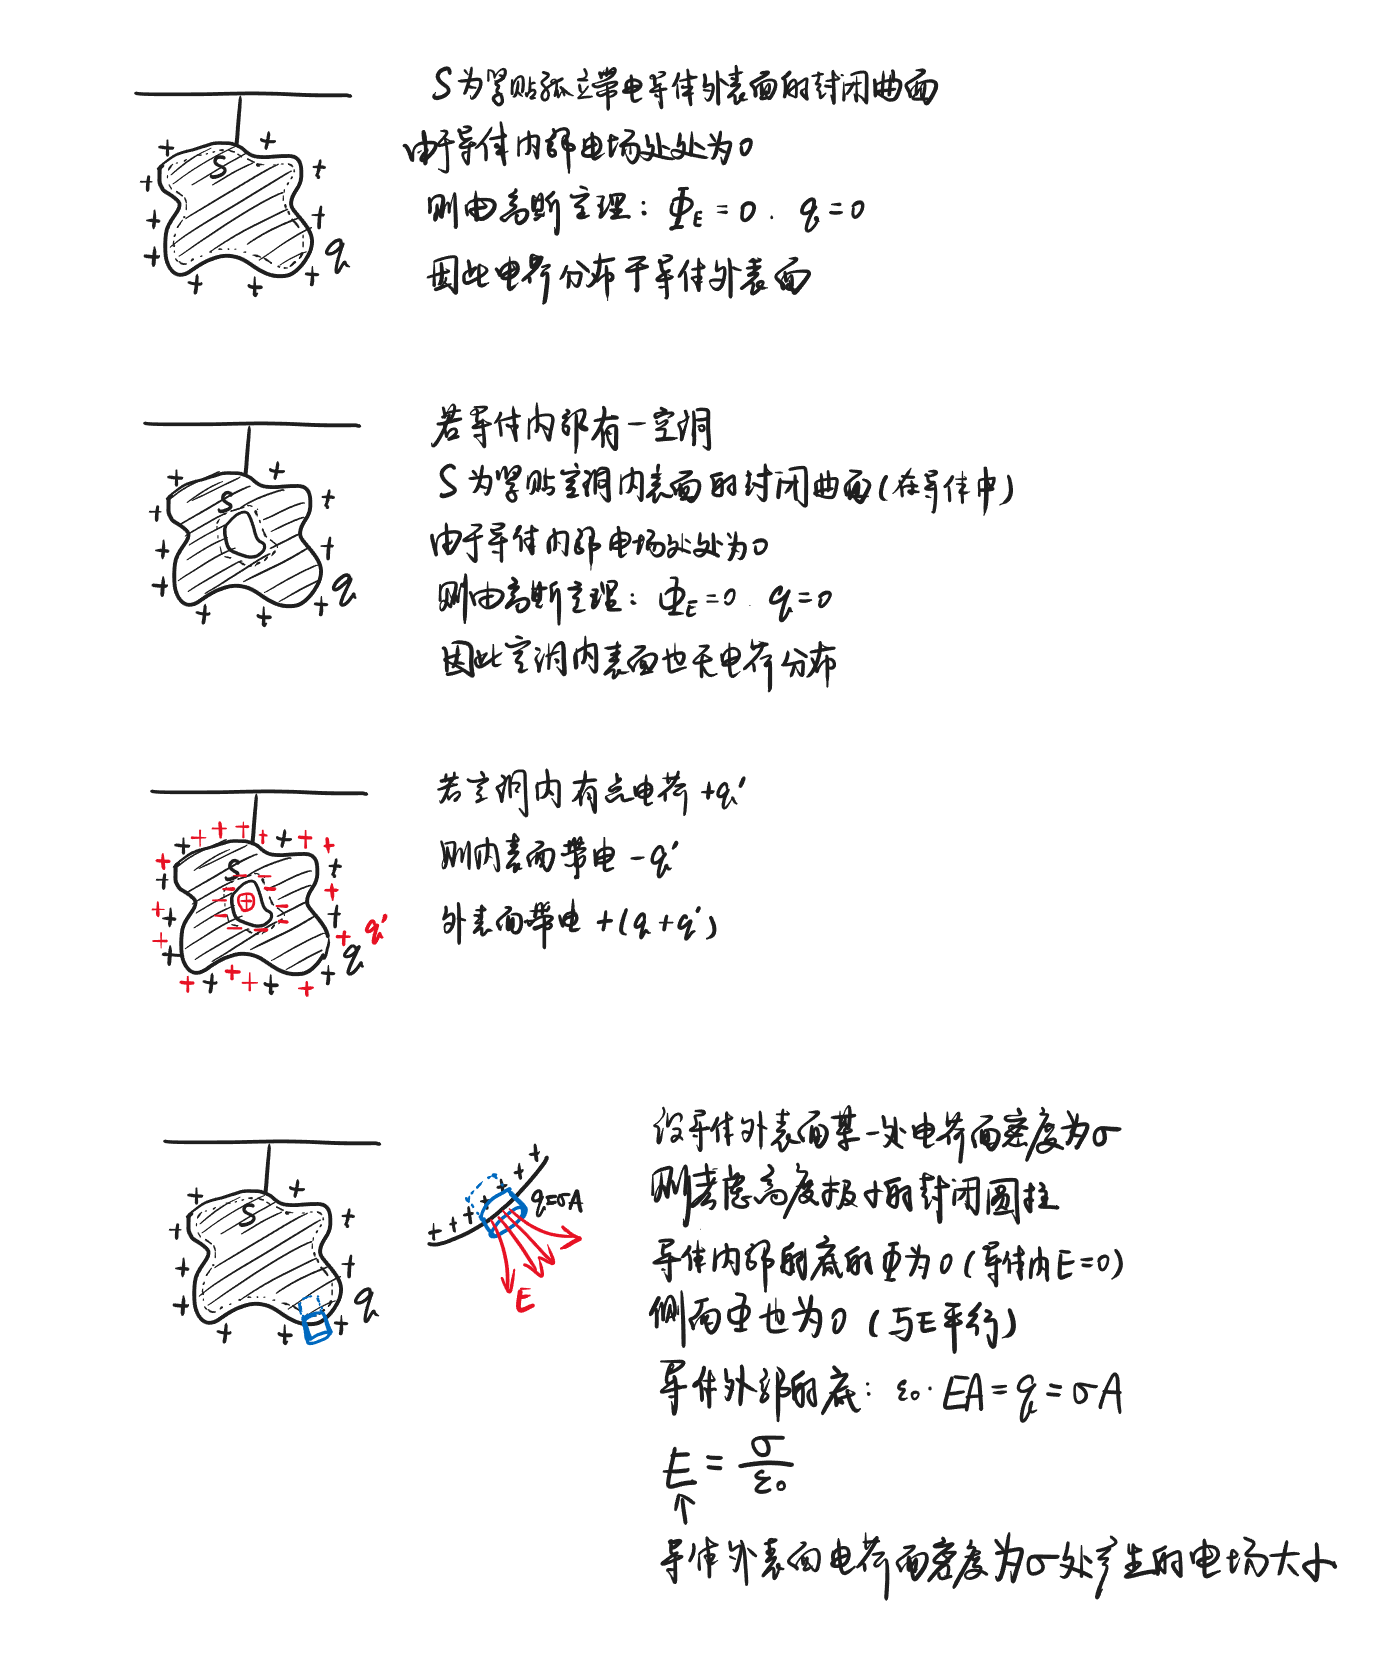 S为紧贴孤立带电导体外表面的封闭曲面
由于导体内部电场处处为0
则由高斯定理: Φ_E = 0. q = 0
因此电荷分布于导体外表面
S
q
若导体内部有一空洞
S为紧贴空洞内表面的封闭曲面(在导体中)
由于导体内部电场处处为0
则由高斯定理: Φ_E = 0. q = 0
因此空洞内表面也无电荷分布
S
q
若空洞内有点电荷 +q'
则内表面带电 -q'
外表面带电 +(q+q')
S
q
q'
设导体外表面某一处电荷面密度为σ
则考虑高度极小的封闭圆柱
导体内部的底的Φ为0(导体内E=0)
侧面Φ也为0 (与E平行)
导体外部的底: ε₀·EA = q = σA
E = σ/ε₀
↑
导体外表面电荷面密度为σ处产生的电场大小
S
q
q=σA
E